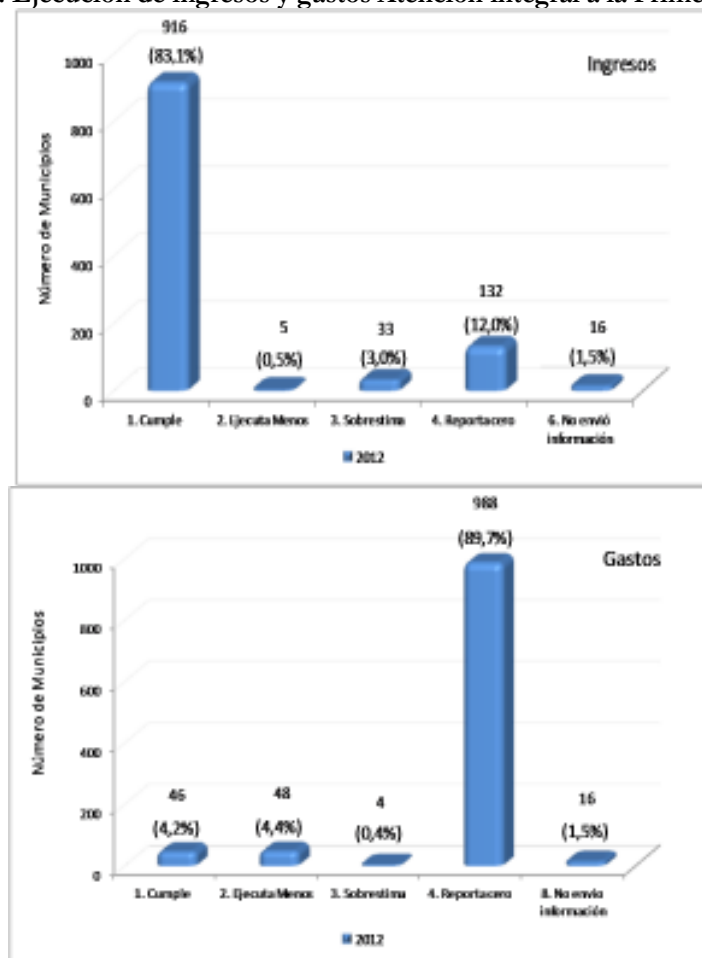 . Ejecución de ingresos y gastos Atención Integral a la
916
(83,1%)
Ingresos
1000
800
600
400
200
0
Número de Municipios
5
(0,5%)
33
(3,0%)
132
(12,0%)
16
(1,5%)
1. Cumple
2. Ejecuta Menos
3. Sobrestima
4. Reporta cero
6. No envió
información
2012
988
(89,7%)
Gastos
1000
800
600
400
200
0
Número de Municipios
46
(4,2%)
48
(4,4%)
4
(0,4%)
16
(1,5%)
1. Cumple
2. Ejecuta Menos
3. Sobrestima
4. Reporta cero
8. No envio
información
2012